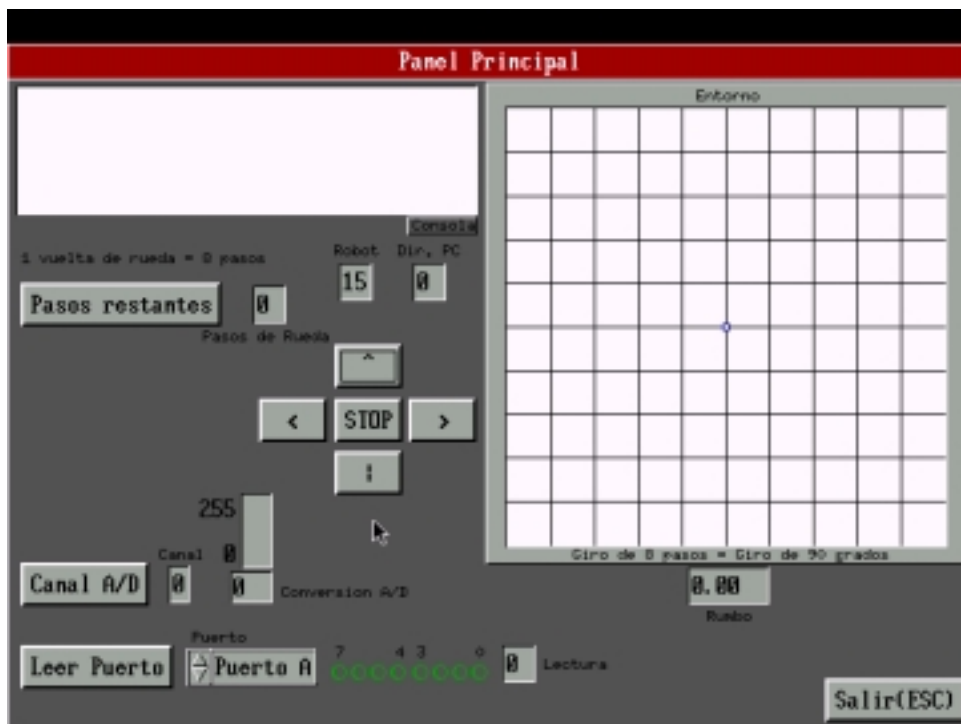 Panel Principal
Entorno
Consola
1 vuelta de rueda = 8 pasos
Robot
Dir. PC
15
0
Pasos restantes
0
Pasos de Rueda
^
<
STOP
>
255
0
Canal
Canal A/D
0
0
Conversion A/D
Giro de 8 pasos = Giro de 90 grados
0.00
Rumbo
Puerto
7 4 3 0
Leer Puerto
Puerto A
0
Lectura
Salir(ESC)